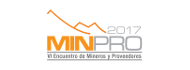 2017
MINPRO
VI Encuentro de Mineros y Proveedores